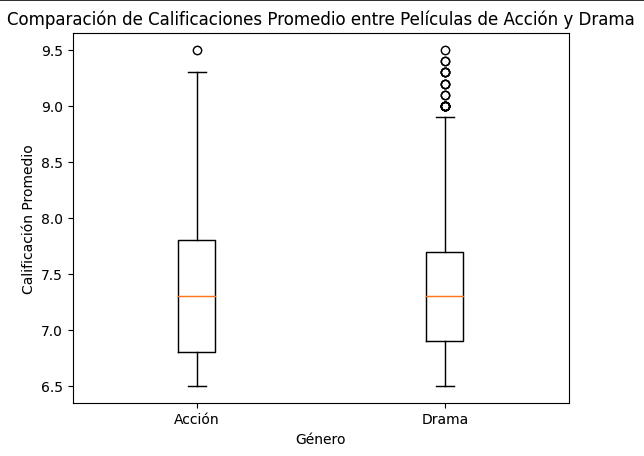 Comparación de Calificaciones Promedio entre Películas de Acción y Drama
Calificación Promedio
9.5
9.0
8.5
8.0
7.5
7.0
6.5
Acción
Drama
Género